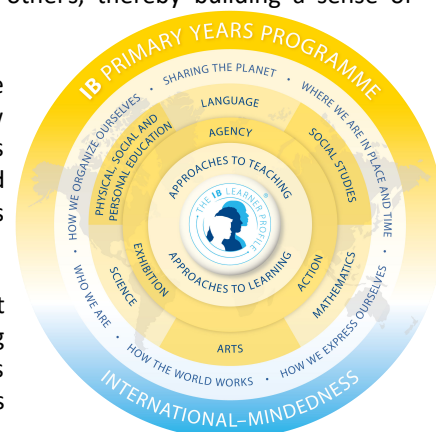 others, thereby building a sense of
IB PRIMARY YEARS PROGRAMME
SHARING THE PLANET •
WHERE WE ARE IN PLACE AND TIME •
HOW WE EXPRESS OURSELVES •
HOW THE WORLD WORKS •
WHO WE ARE •
HOW WE ORGANIZE OURSELVES •
LANGUAGE
SOCIAL STUDIES
MATHEMATICS
ARTS
SCIENCE
PHYSICAL, SOCIAL AND
PERSONAL EDUCATION
AGENCY
ACTION
EXHIBITION
APPROACHES TO TEACHING
APPROACHES TO LEARNING
THE IB LEARNER PROFILE
®
INTERNATIONAL–MINDEDNESS